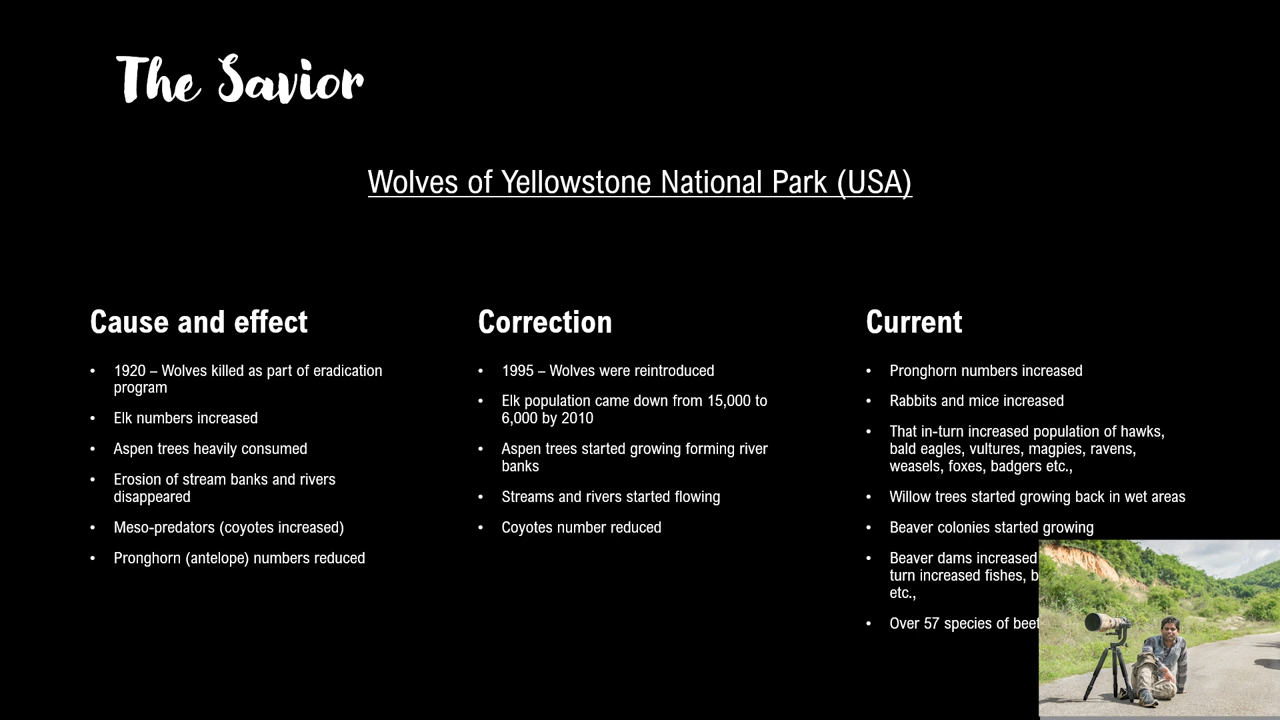 The Savior
Wolves of Yellowstone National Park (USA)
Cause and effect
• 1920 – Wolves killed as part of eradication
program
• Elk numbers increased
• Aspen trees heavily consumed
• Erosion of stream banks and rivers
disappeared
• Meso-predators (coyotes increased)
• Pronghorn (antelope) numbers reduced
Correction
• 1995 – Wolves were reintroduced
• Elk population came down from 15,000 to
6,000 by 2010
• Aspen trees started growing forming river
banks
• Streams and rivers started flowing
• Coyotes number reduced
Current
• Pronghorn numbers increased
• Rabbits and mice increased
• That in-turn increased population of hawks,
bald eagles, vultures, magpies, ravens,
weasels, foxes, badgers etc.,
• Willow trees started growing back in wet areas
• Beaver colonies started growing
• Beaver dams increased
turn increased fishes,
etc.,
• Over 57 species of